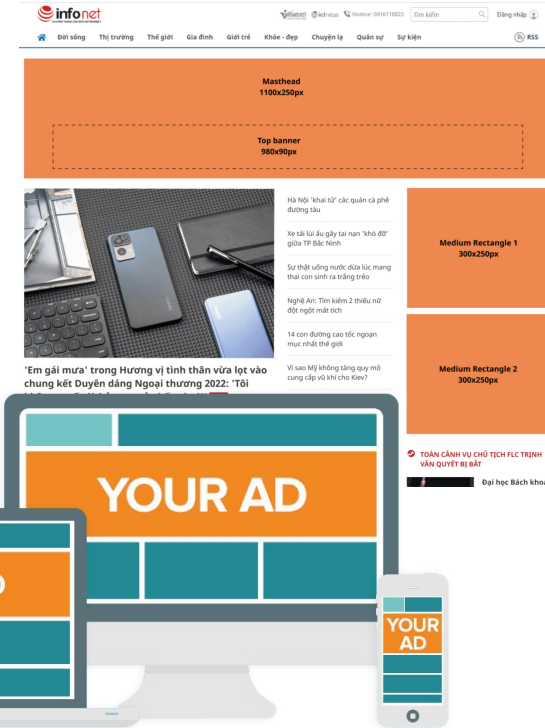 infonet
Vietnamnet ictnews Hotline: 0916118822 Tìm kiếm Đăng nhập
Đời sống Thị trường Thế giới Gia đình Giới trẻ Khỏe - đẹp Chuyện lạ Quân sự Sự kiện RSS
Masthead
1100x250px
Top banner
980x90px
Hà Nội 'khai tử' các quán cà phê
đường tàu
Xe tải lùi ẩu gây tai nạn 'khó đỡ'
giữa TP Bắc Ninh
Sự thật uống nước dừa lúc mang
thai con sinh ra trắng trẻo
Nghệ An: Tìm kiếm 2 thiếu nữ
đột ngột mất tích
14 con đường cao tốc ngoạn
mục nhất thế giới
Vì sao Mỹ không tăng quy mô
cung cấp vũ khí cho Kiev?
Medium Rectangle 1
300x250px
Medium Rectangle 2
300x250px
'Em gái mưa' trong Hương vị tình thân vừa lọt vào
chung kết Duyên dáng Ngoại thương 2022: 'Tôi
TOÀN CẢNH VỤ CHỦ TỊCH FLC TRỊNH
VĂN QUYẾT BỊ BẮT
Đại học Bách khoa
YOUR AD
D
YOUR
AD